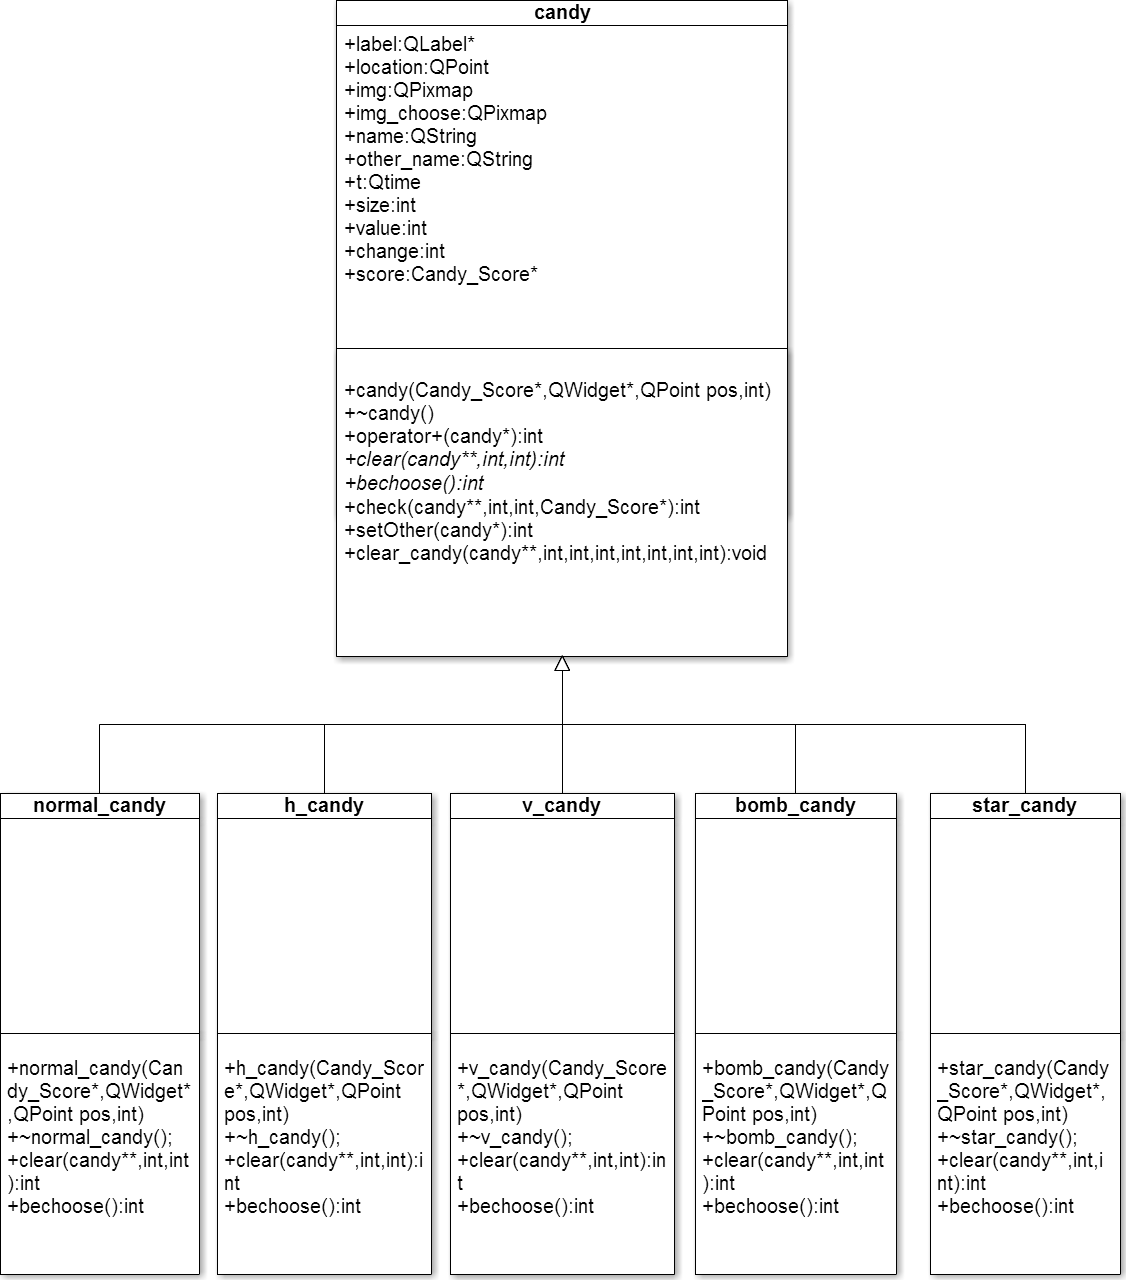 candy
+label:QLabel*
+location:QPoint
+img:QPixmap
+img_choose:QPixmap
+name:QString
+other_name:QString
+t:Qtime
+size:int
+value:int
+change:int
+score:Candy_Score*
+candy(Candy_Score*,QWidget*,QPoint pos,int)
+~candy()
+operator+(candy*):int
+clear(candy**,int,int):int
+bechoose():int
+check(candy**,int,int,Candy_Score*):int
+setOther(candy*):int
+clear_candy(candy**,int,int,int,int,int,int,int):void
normal_candy
+normal_candy(Can
dy_Score*,QWidget*
,QPoint pos,int)
+~normal_candy();
+clear(candy**,int,int
):int
+bechoose():int
h_candy
+h_candy(Candy_Scor
e*,QWidget*,QPoint
pos,int)
+~h_candy();
+clear(candy**,int,int):i
nt
+bechoose():int
v_candy
+v_candy(Candy_Score
*,QWidget*,QPoint
pos,int)
+~v_candy();
+clear(candy**,int,int):in
t
+bechoose():int
bomb_candy
+bomb_candy(Candy
_Score*,QWidget*,Q
Point pos,int)
+~bomb_candy();
+clear(candy**,int,int
):int
+bechoose():int
star_candy
+star_candy(Candy
_Score*,QWidget*,
QPoint pos,int)
+~star_candy();
+clear(candy**,int,i
nt):int
+bechoose():int